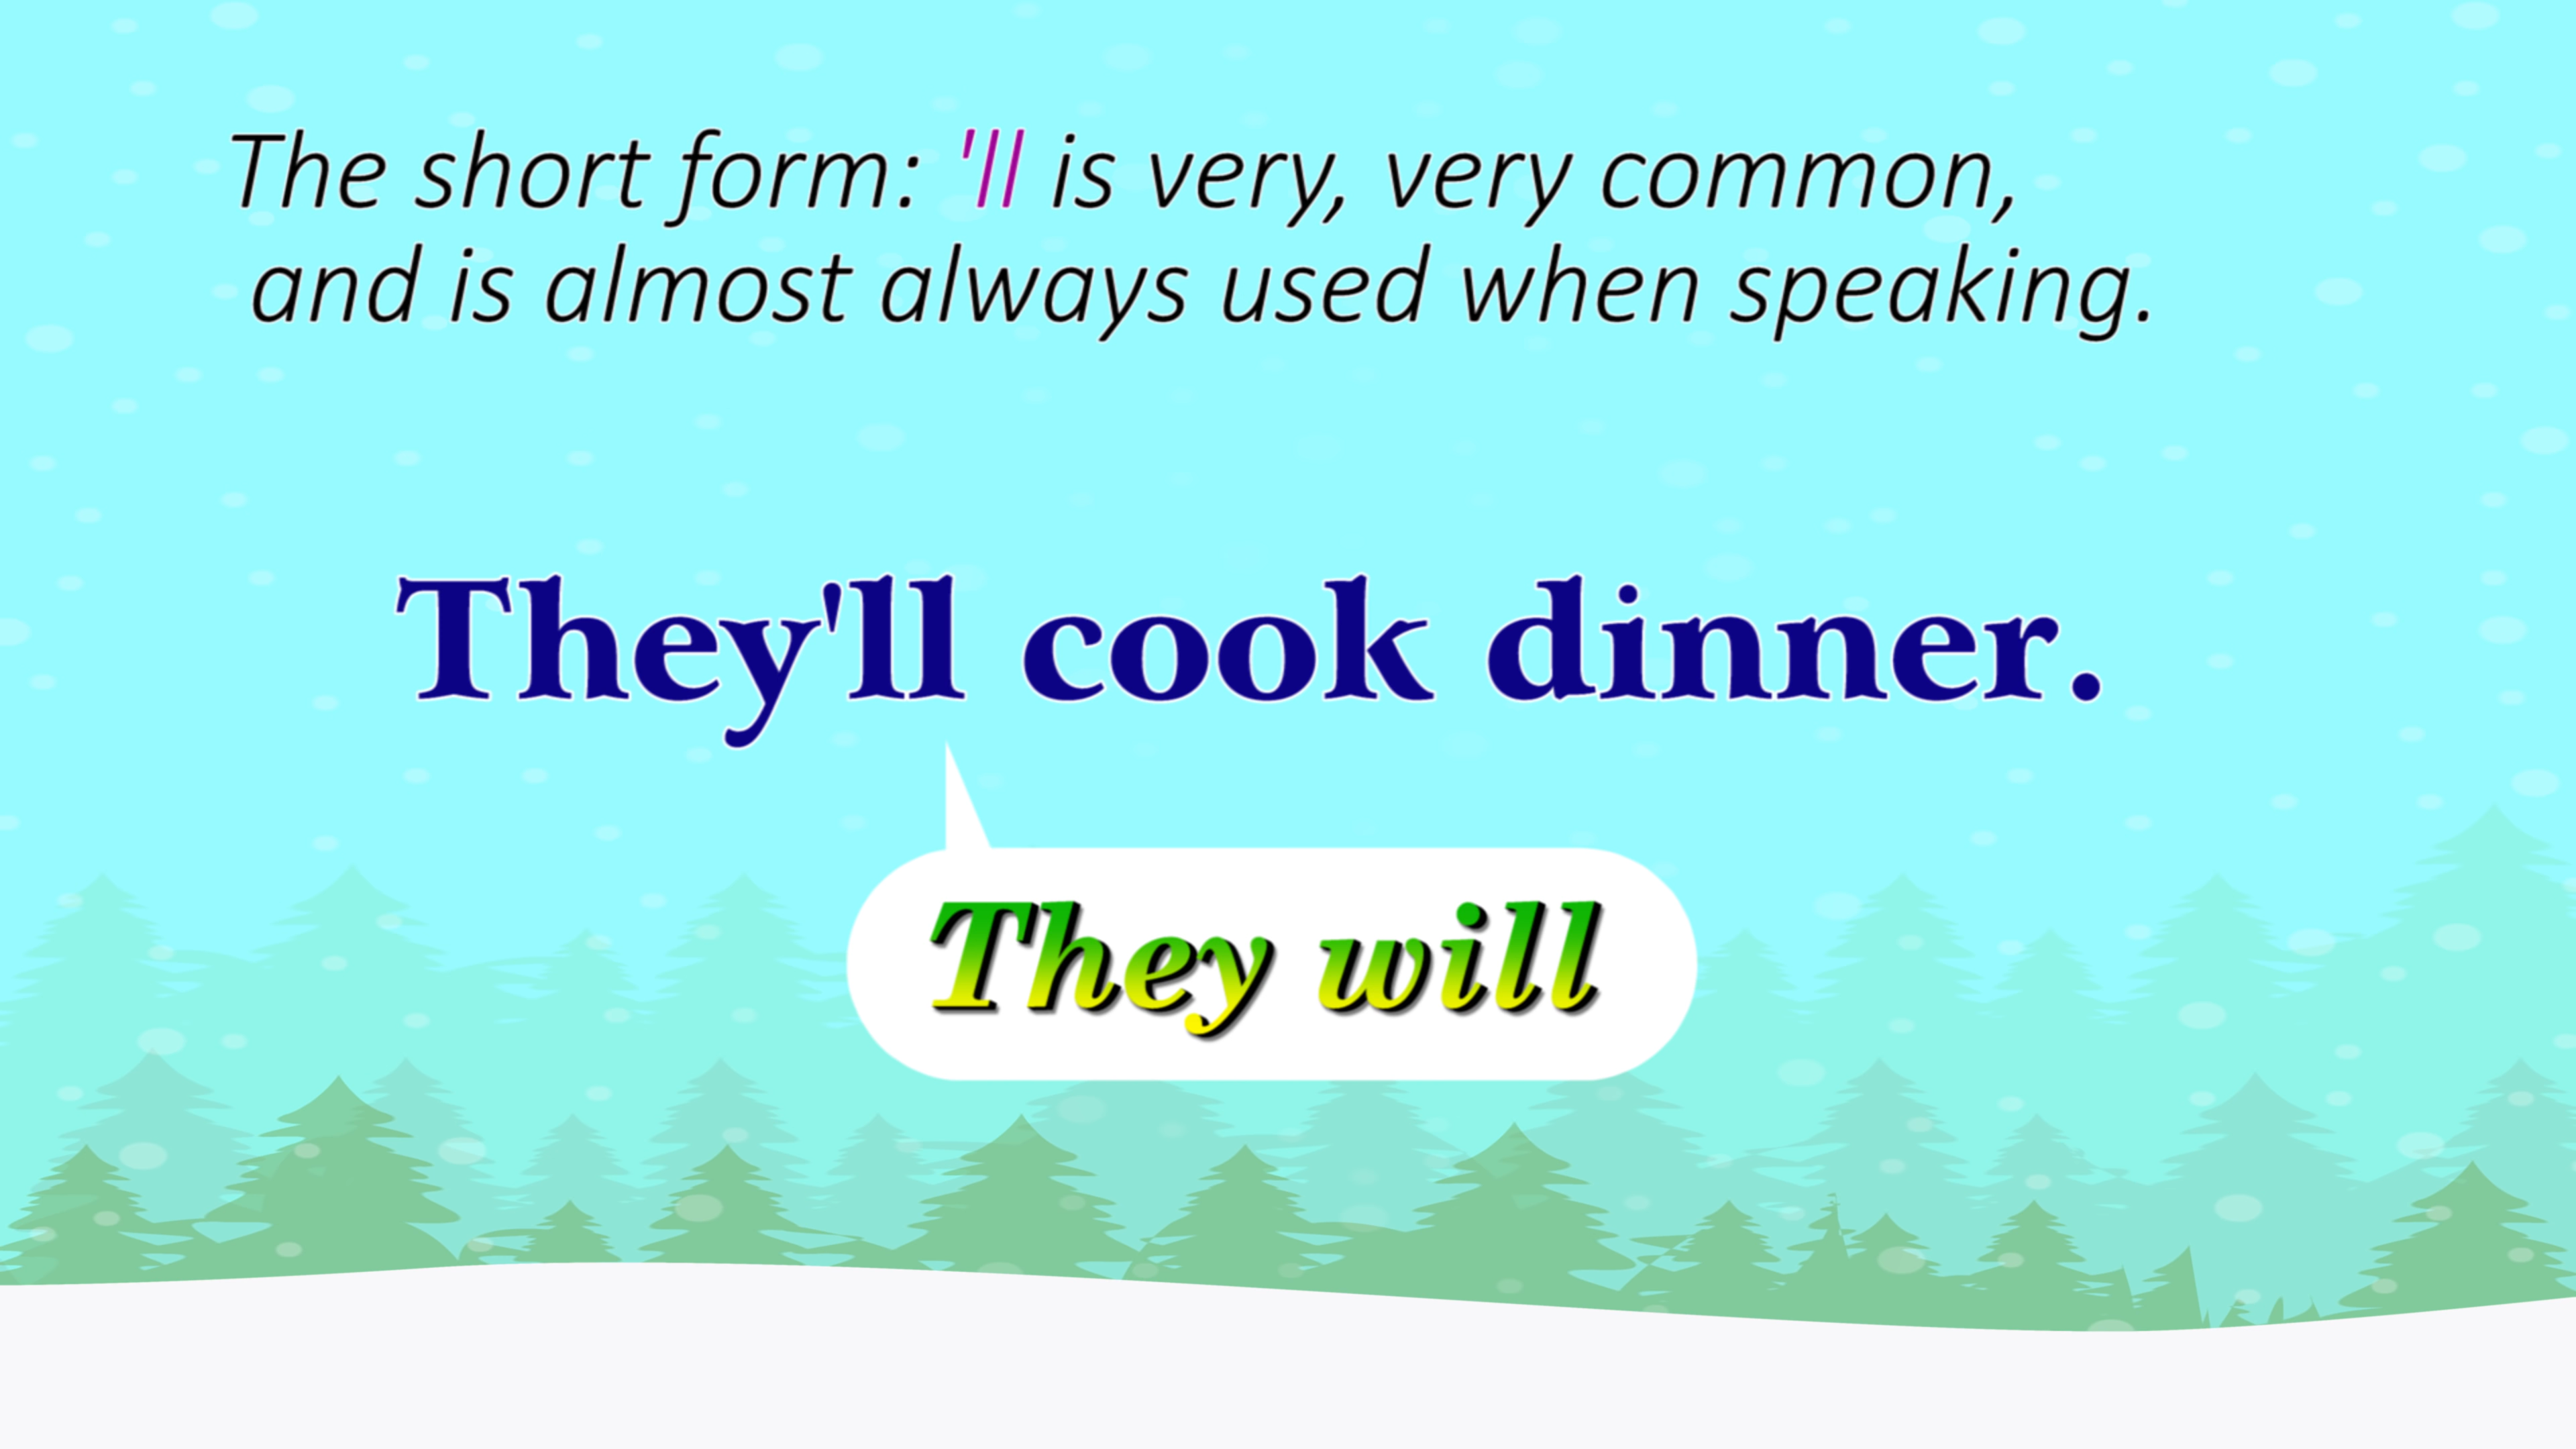 The short form: 'll is very, very common,
and is almost always used when speaking.
They'll cook dinner.
They will